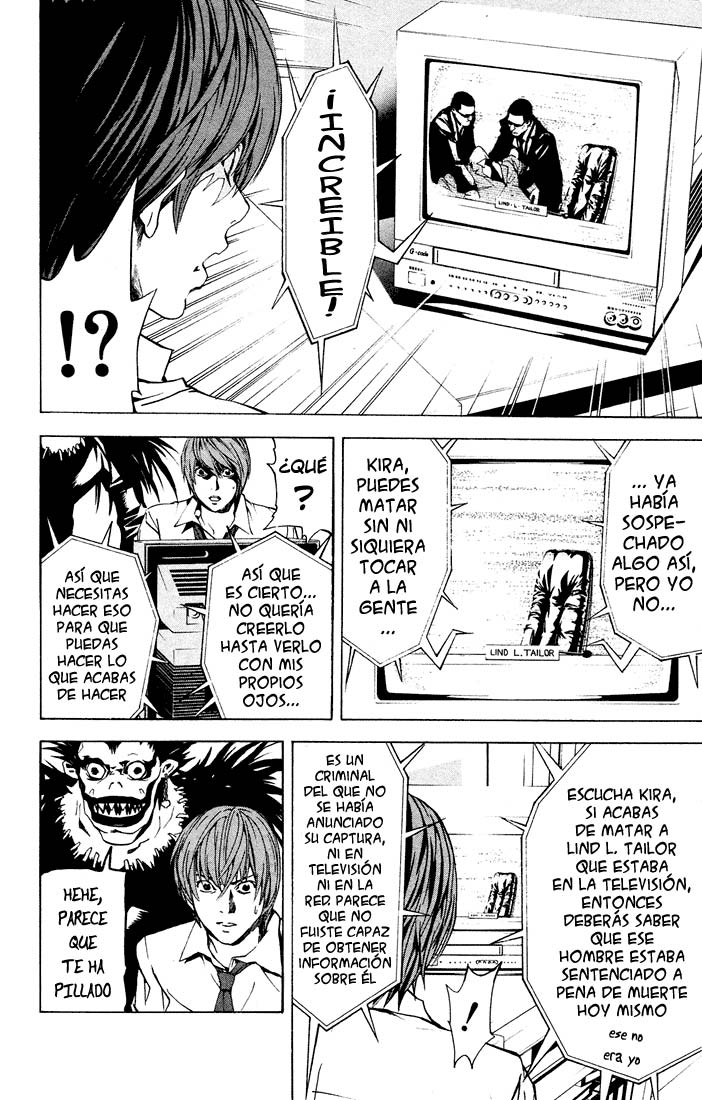 G-code
LIND L. TAILOR
¡INCREIBLE!
!?
... YA
HABÍA
SOSPE-
CHADO
ALGO ASÍ,
PERO YO
NO...
LIND L. TAILOR
KIRA,
PUEDES
MATAR
SIN NI
SIQUIERA
TOCAR
A LA
GENTE
...
¿QUÉ
?
ASÍ QUE
ES CIERTO...
NO QUERÍA
CREERLO
HASTA VERLO
CON MIS
PROPIOS
OJOS...
ASÍ QUE
NECESITAS
HACER ESO
PARA QUE
PUEDAS
HACER LO
QUE ACABAS
DE HACER
ESCUCHA KIRA,
SI ACABAS
DE MATAR A
LIND L. TAILOR
QUE ESTABA
EN LA TELEVISIÓN,
ENTONCES
DEBERÁS SABER
QUE ESE
HOMBRE ESTABA
SENTENCIADO A
PENA DE MUERTE
HOY MISMO
ese no
era yo
!
ES UN
CRIMINAL
DEL QUE NO
SE HABÍA
ANUNCIADO
SU CAPTURA,
NI EN
TELEVISIÓN
NI EN LA
RED. PARECE
QUE NO
FUISTE CAPAZ
DE OBTENER
INFORMACIÓN
SOBRE ÉL
HEHE,
PARECE
QUE
TE HA
PILLADO